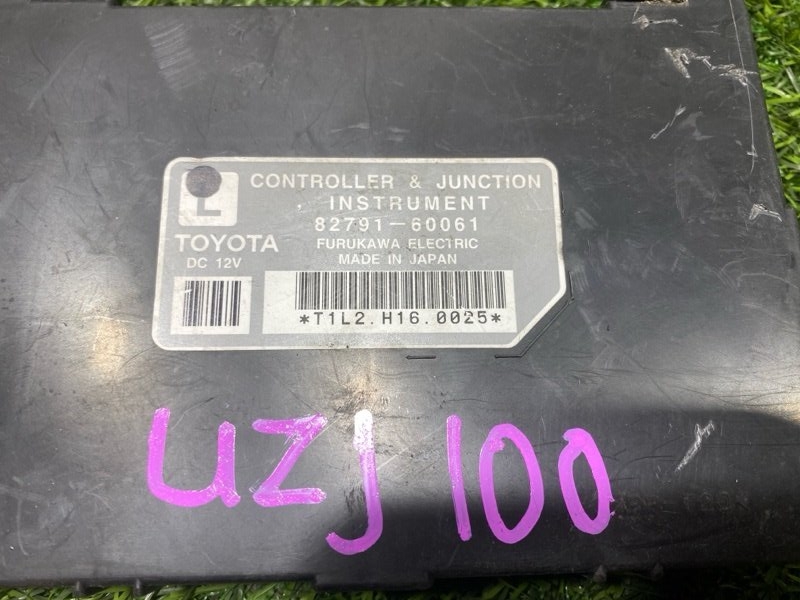 L
CONTROLLER & JUNCTION
INSTRUMENT
82791-60061
TOYOTA
FURUKAWA ELECTRIC
DC 12V
MADE IN JAPAN
*T1L2.H16.0025*
UZJ100